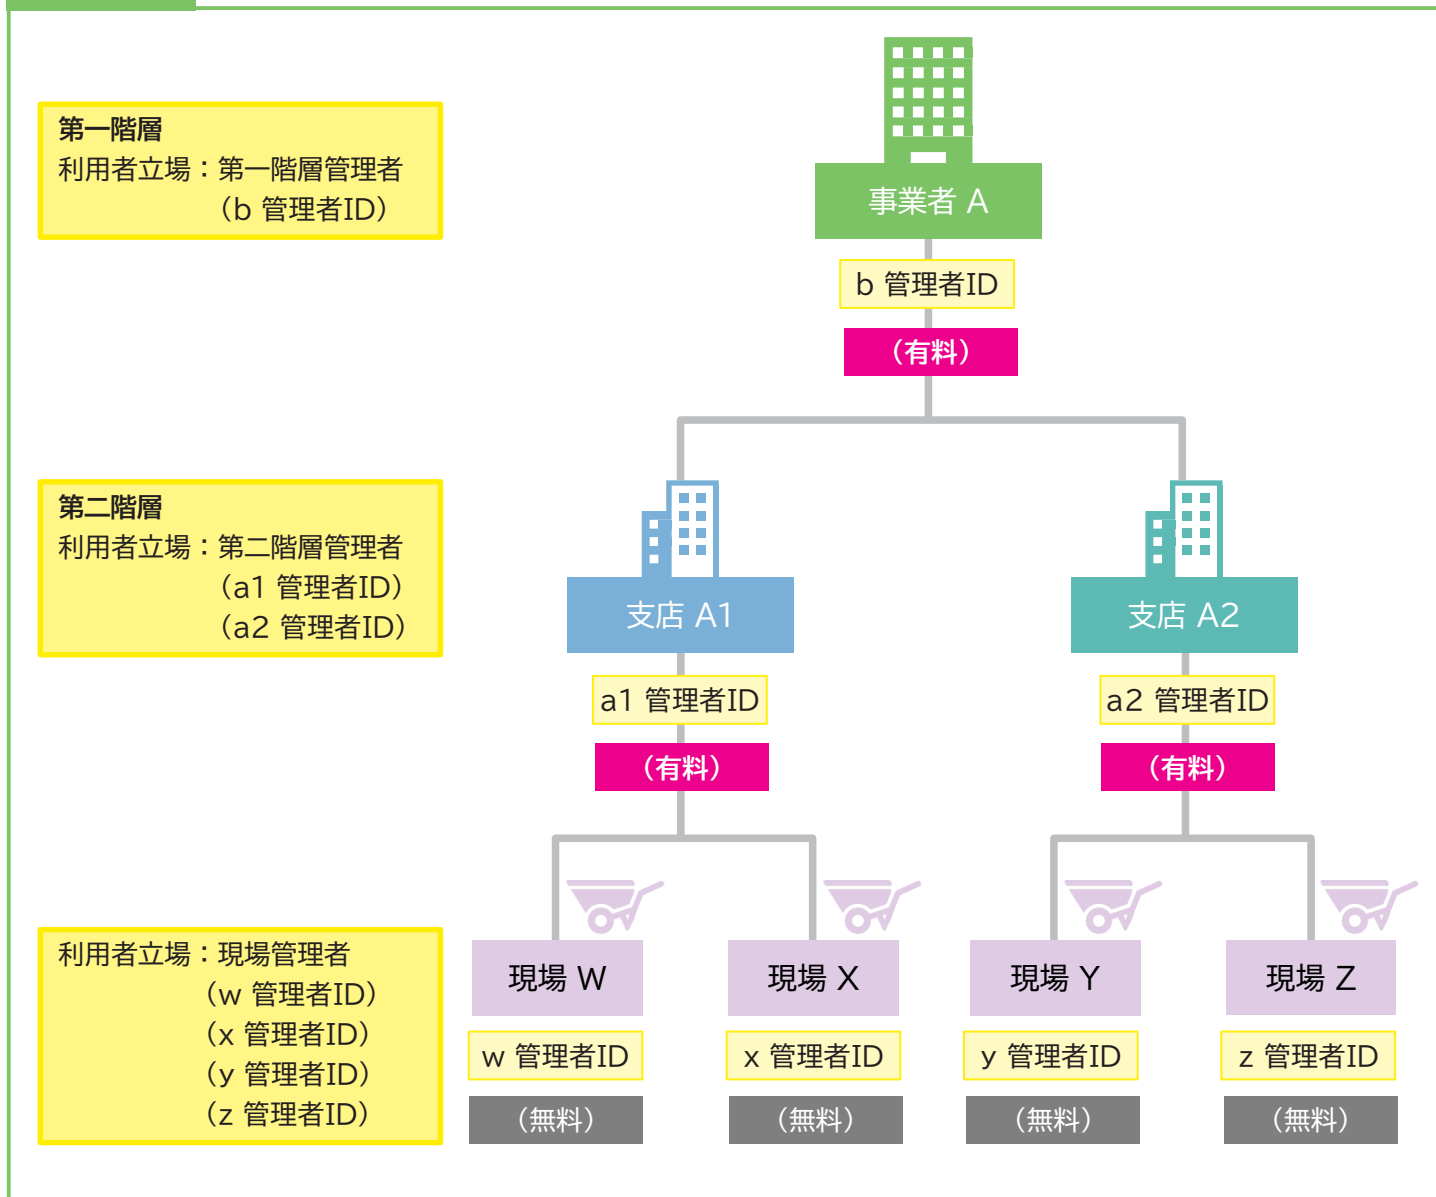 第一階層
利用者立場：第一階層管理者
（b 管理者ID）
事業者 A
b 管理者ID
（有料）
第二階層
利用者立場：第二階層管理者
（a1 管理者ID）
（a2 管理者ID）
支店 A1
支店 A2
a1 管理者ID
a2 管理者ID
（有料）
（有料）
利用者立場：現場管理者
（w 管理者ID）
（x 管理者ID）
（y 管理者ID）
（z 管理者ID）
現場 W
現場 X
現場 Y
現場 Z
w 管理者ID
x 管理者ID
y 管理者ID
z 管理者ID
（無料）
（無料）
（無料）
（無料）